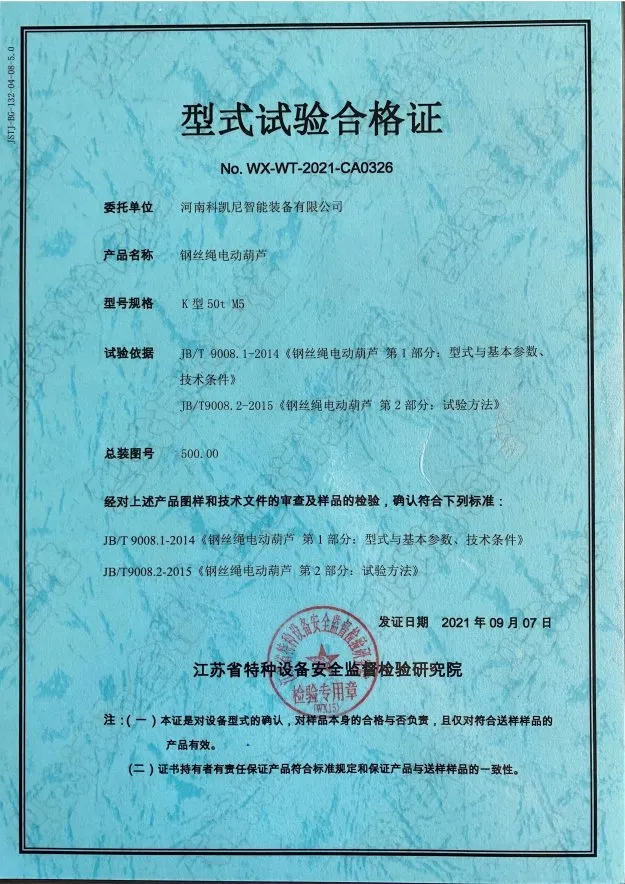 JSTJ-BG-132-04-08-5.0
型式试验合格证
No. WX-WT-2021-CA0326
委托单位 河南科凯尼智能装备有限公司
产品名称 钢丝绳电动葫芦
型号规格 K 型 50t M5
试验依据 JB/T 9008.1-2014《钢丝绳电动葫芦 第 1 部分：型式与基本参数、
技术条件》
JB/T9008.2-2015《钢丝绳电动葫芦 第 2 部分：试验方法》
总装图号 500.00
经对上述产品图样和技术文件的审查及样品的检验，确认符合下列标准：
JB/T 9008.1-2014《钢丝绳电动葫芦 第 1 部分：型式与基本参数、技术条件》
JB/T9008.2-2015《钢丝绳电动葫芦 第 2 部分：试验方法》
发证日期 2021 年 09 月 07 日
江苏省特种设备安全监督检验研究院
检验专用章
(WX15)
注：(一) 本证是对设备型式的确认，对样品本身的合格与否负责，且仅对符合送样样品的
产品有效。
(二) 证书持有者有责任保证产品符合标准规定和保证产品与送样样品的一致性。